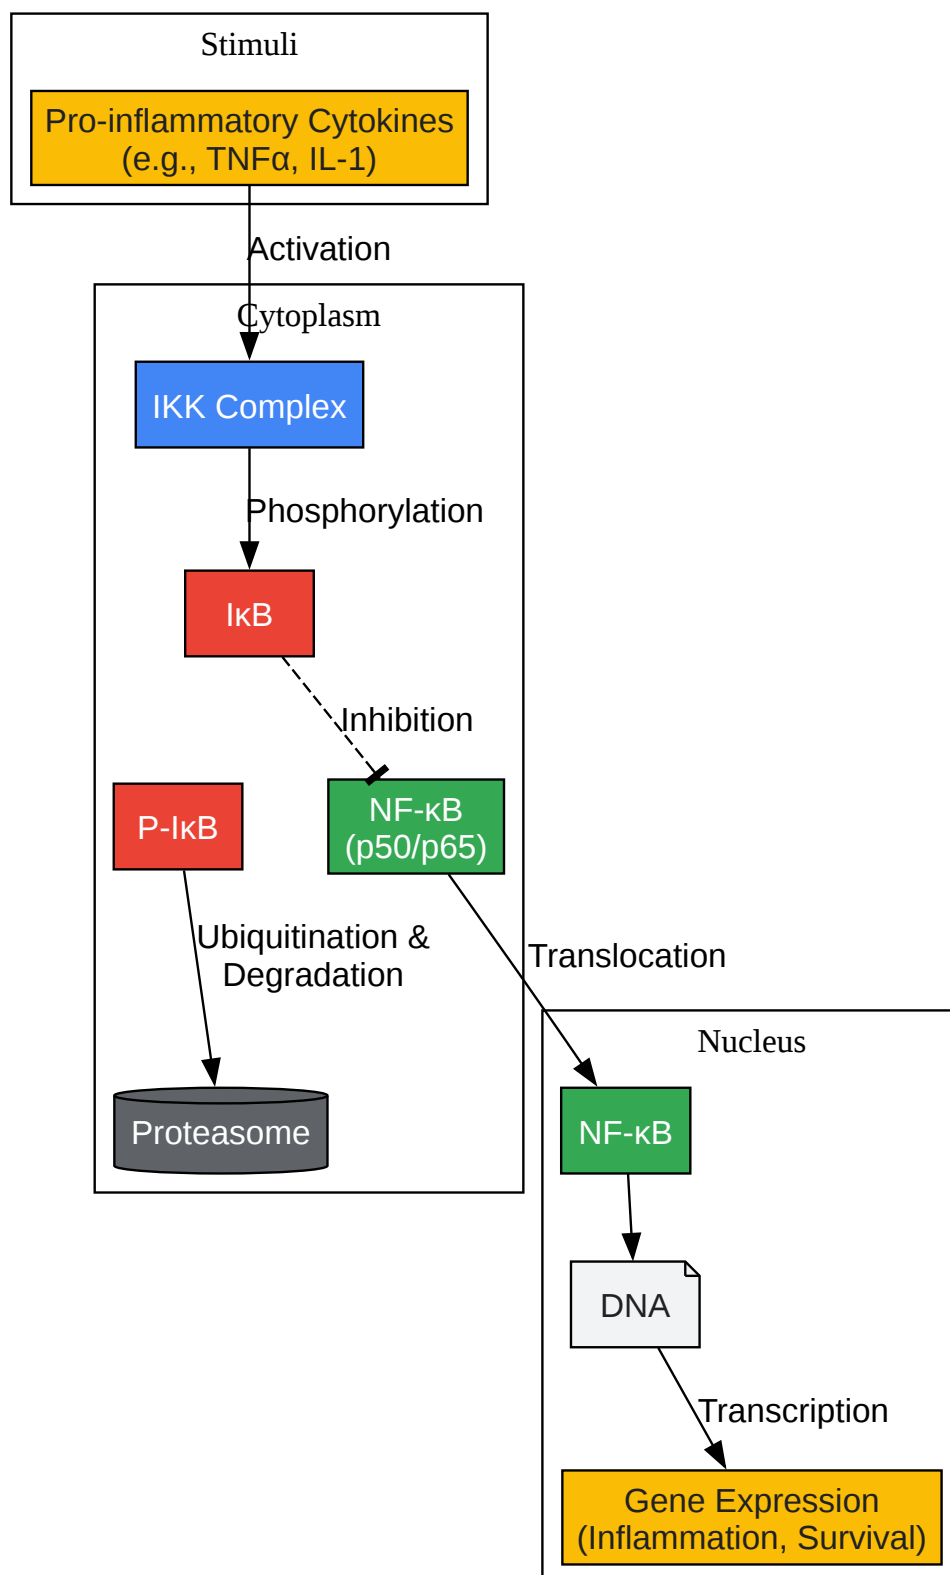 Stimuli
Pro-inflammatory Cytokines
(e.g., TNFα, IL-1)
Activation
Cytoplasm
IKK Complex
Phosphorylation
IκB
Inhibition
P-IκB
NF-κB
(p50/p65)
Ubiquitination &
Degradation
Translocation
Nucleus
Proteasome
NF-κB
DNA
Transcription
Gene Expression
(Inflammation, Survival)